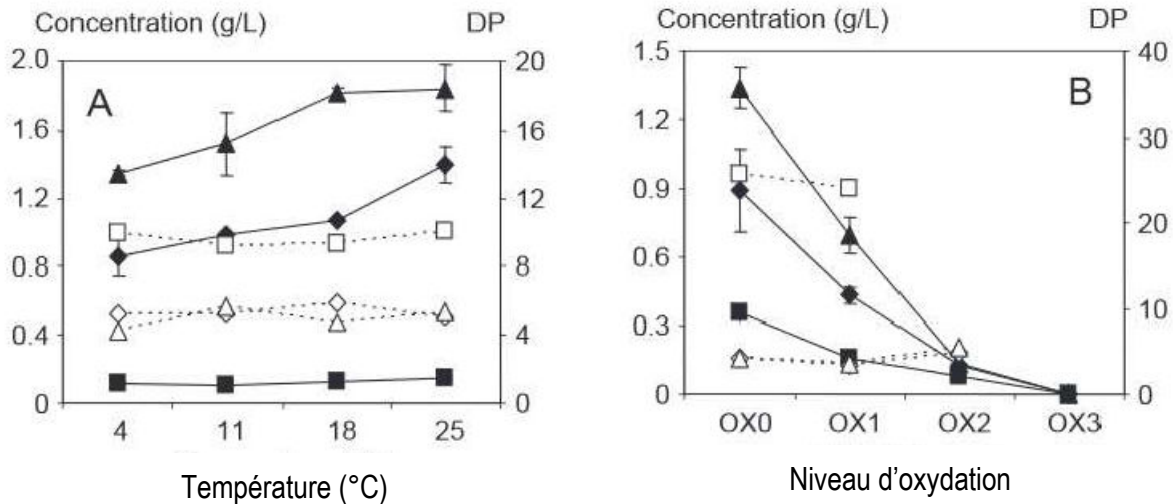 Concentration (g/L) DP
2.0 20
A
1.6 16
1.2 12
0.8 8
0.4 4
0 0
4 11 18 25
Température (°C)
Concentration (g/L) DP
1.5 40
B
1.2
30
0.9
20
0.6
0.3 10
0 0
OX0 OX1 OX2 OX3
Niveau d'oxydation